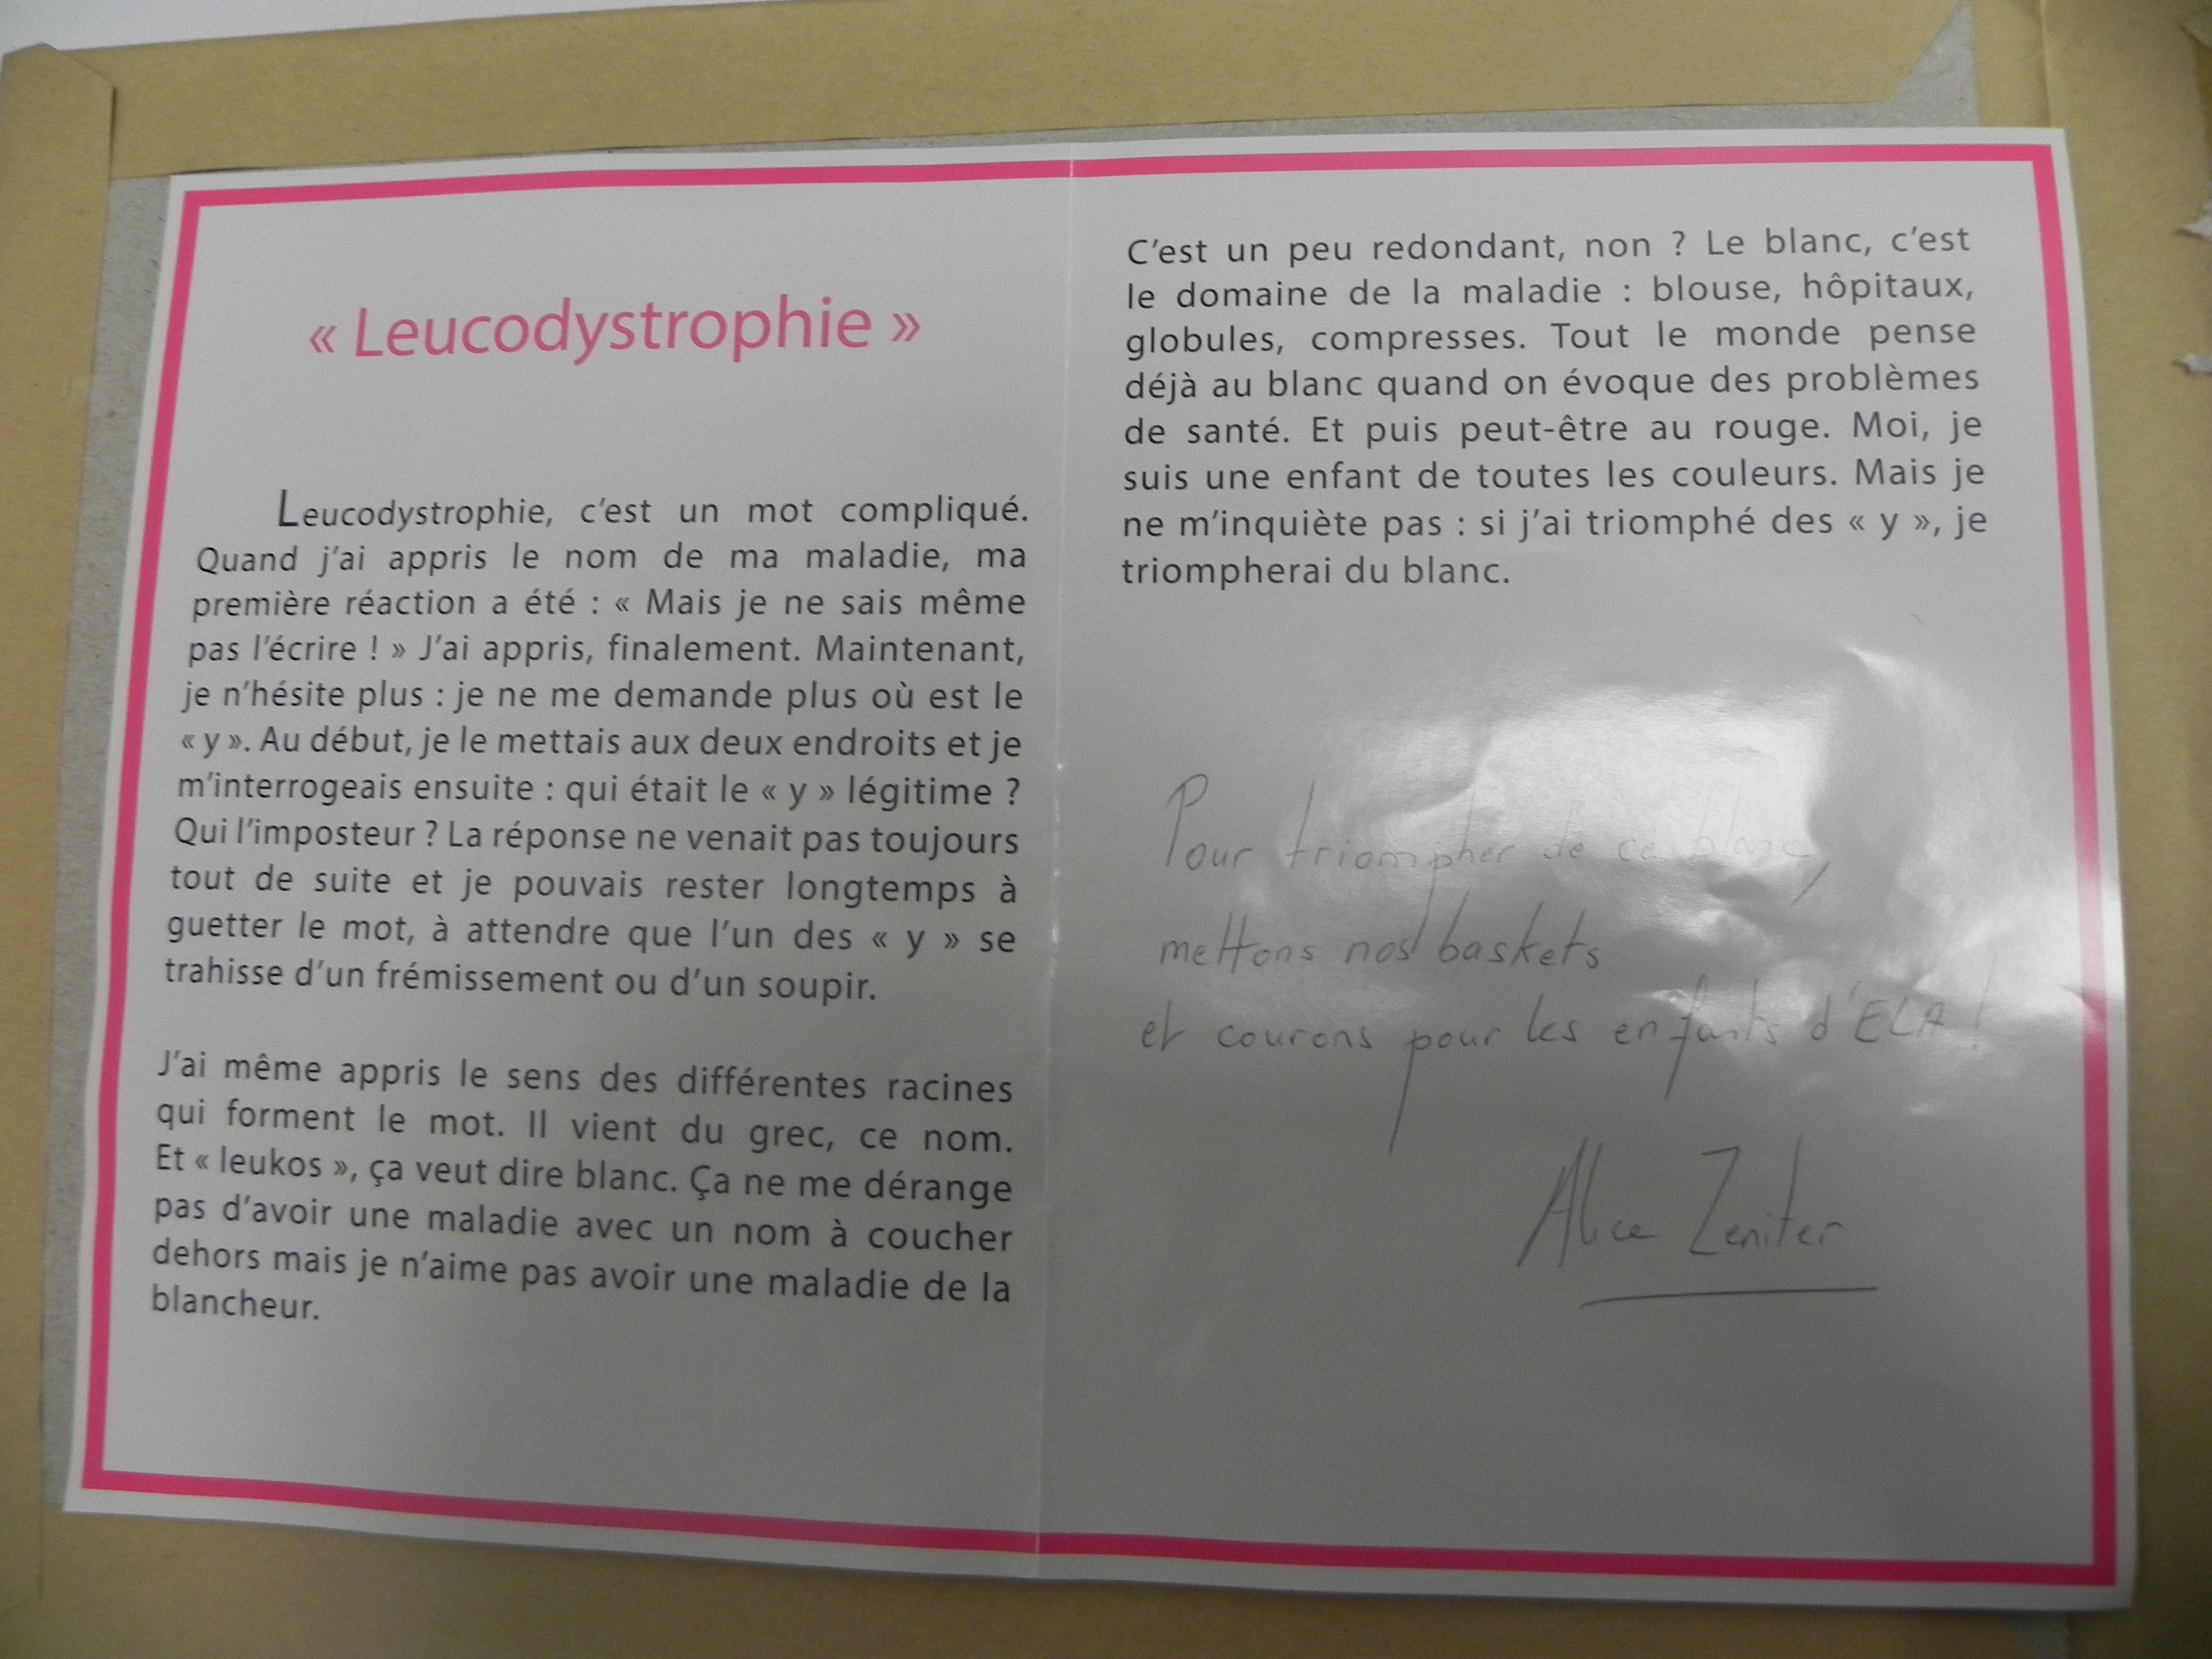 « Leucodystrophie »
Leucodystrophie, c'est un mot compliqué.
Quand j'ai appris le nom de ma maladie, ma
première réaction a été : « Mais je ne sais même
pas l'écrire ! » J'ai appris, finalement. Maintenant,
je n'hésite plus : je ne me demande plus où est le
« y ». Au début, je le mettais aux deux endroits et je
m'interrogeais ensuite : qui était le « y » légitime ?
Qui l'imposteur ? La réponse ne venait pas toujours
tout de suite et je pouvais rester longtemps à
guetter le mot, à attendre que l'un des « y » se
trahisse d'un frémissement ou d'un soupir.
J'ai même appris le sens des différentes racines
qui forment le mot. Il vient du grec, ce nom.
Et « leukos », ça veut dire blanc. Ça ne me dérange
pas d'avoir une maladie avec un nom à coucher
dehors mais je n'aime pas avoir une maladie de la
blancheur.
C'est un peu redondant, non ? Le blanc, c'est
le domaine de la maladie : blouse, hôpitaux,
globules, compresses. Tout le monde pense
déjà au blanc quand on évoque des problèmes
de santé. Et puis peut-être au rouge. Moi, je
suis une enfant de toutes les couleurs. Mais je
ne m'inquiète pas : si j'ai triomphé des « y », je
triompherai du blanc.
Pour triompher de ce blanc,
mettons nos baskets
et courons pour les enfants d'ELA !
Alice Zeniter